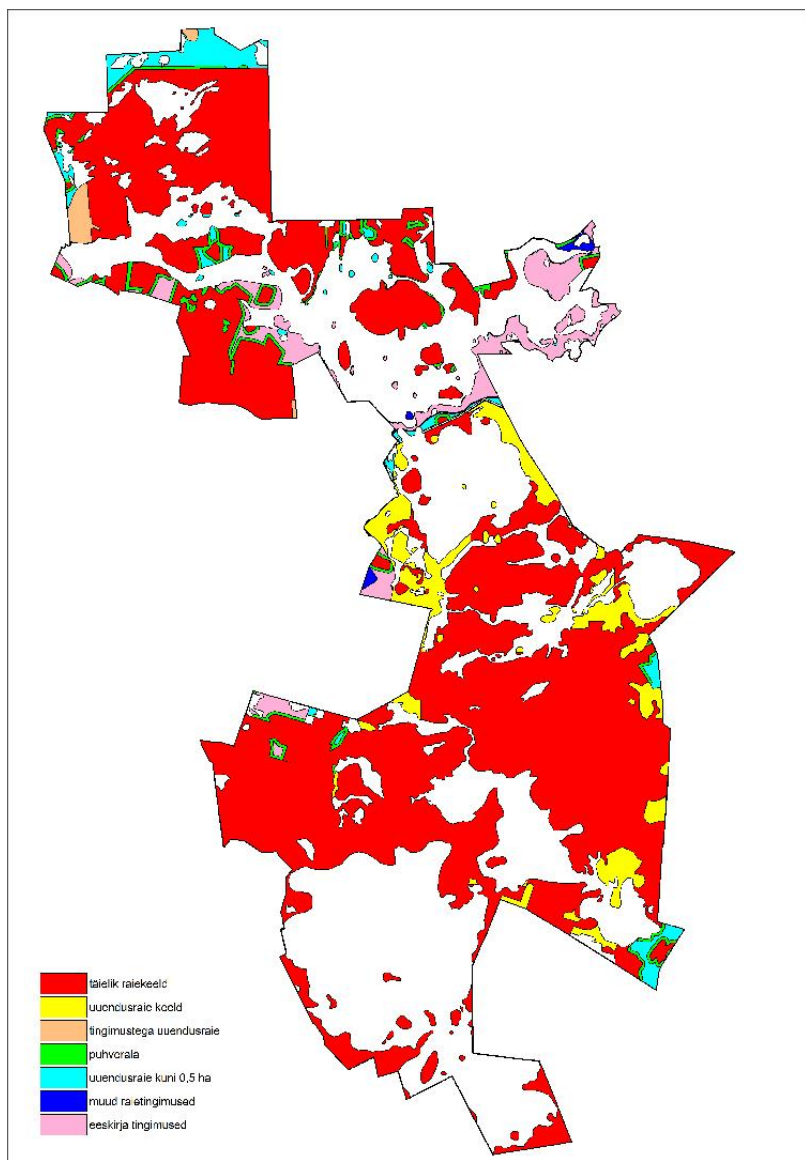 täielik raiekeeld
uuendusraie keeld
tingimustega uuendusraie
puhverala
uuendusraie kuni 0,5 ha
muud raietingimused
eeskirja tingimused